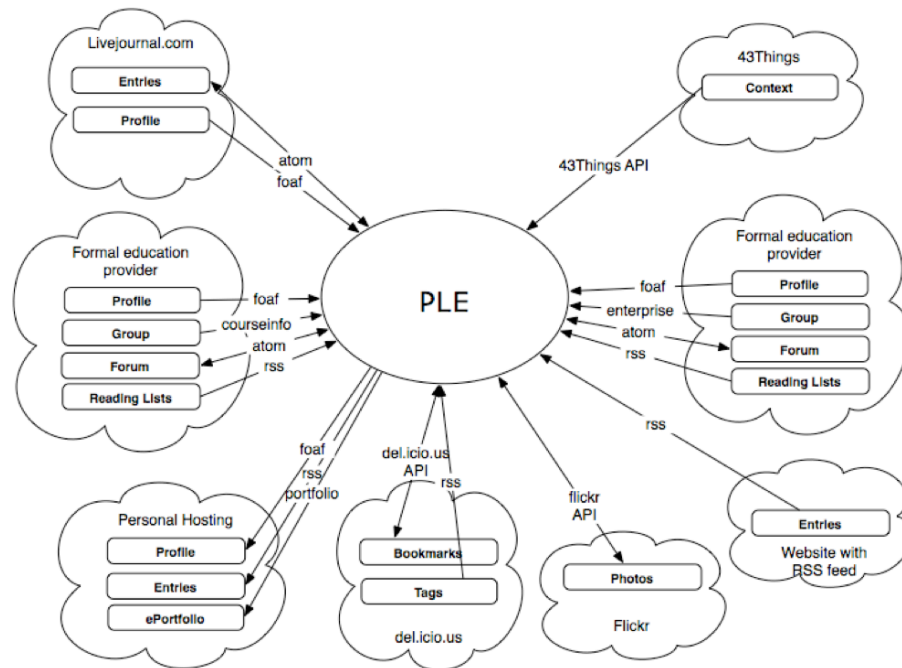 Livejournal.com
Entries
Profile
atom
foaf
43Things
Context
43Things API
Formal education
provider
Profile
Group
Forum
Reading Lists
foaf
courseinfo
atom
rss
PLE
Formal education
provider
Profile
Group
Forum
Reading Lists
foaf
enterprise
atom
rss
foaf
rss
portfolio
Personal Hosting
Profile
Entries
ePortfolio
del.icio.us
API
rss
Bookmarks
Tags
del.icio.us
flickr
API
Photos
Flickr
rss
Entries
Website with
RSS feed